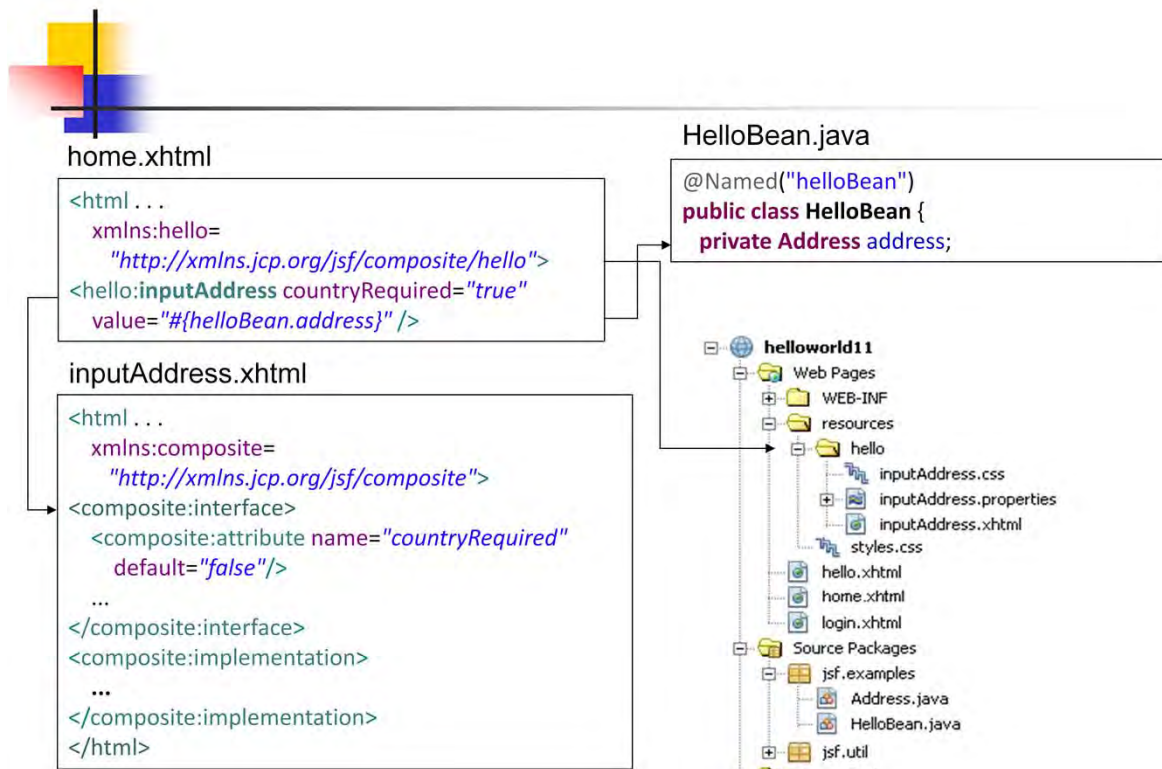 home.xhtml
<html . . .
xmlns:hello=
"http://xmlns.jcp.org/jsf/composite/hello">
<hello:inputAddress countryRequired="true"
value="#{helloBean.address}" />
inputAddress.xhtml
<html . . .
xmlns:composite=
"http://xmlns.jcp.org/jsf/composite">
<composite:interface>
<composite:attribute name="countryRequired"
default="false"/>
...
</composite:interface>
<composite:implementation>
...
</composite:implementation>
</html>
HelloBean.java
@Named("helloBean")
public class HelloBean {
private Address address;
helloworld11
Web Pages
WEB-INF
resources
hello
inputAddress.css
inputAddress.properties
inputAddress.xhtml
styles.css
hello.xhtml
home.xhtml
login.xhtml
Source Packages
jsf.examples
Address.java
HelloBean.java
jsf.util